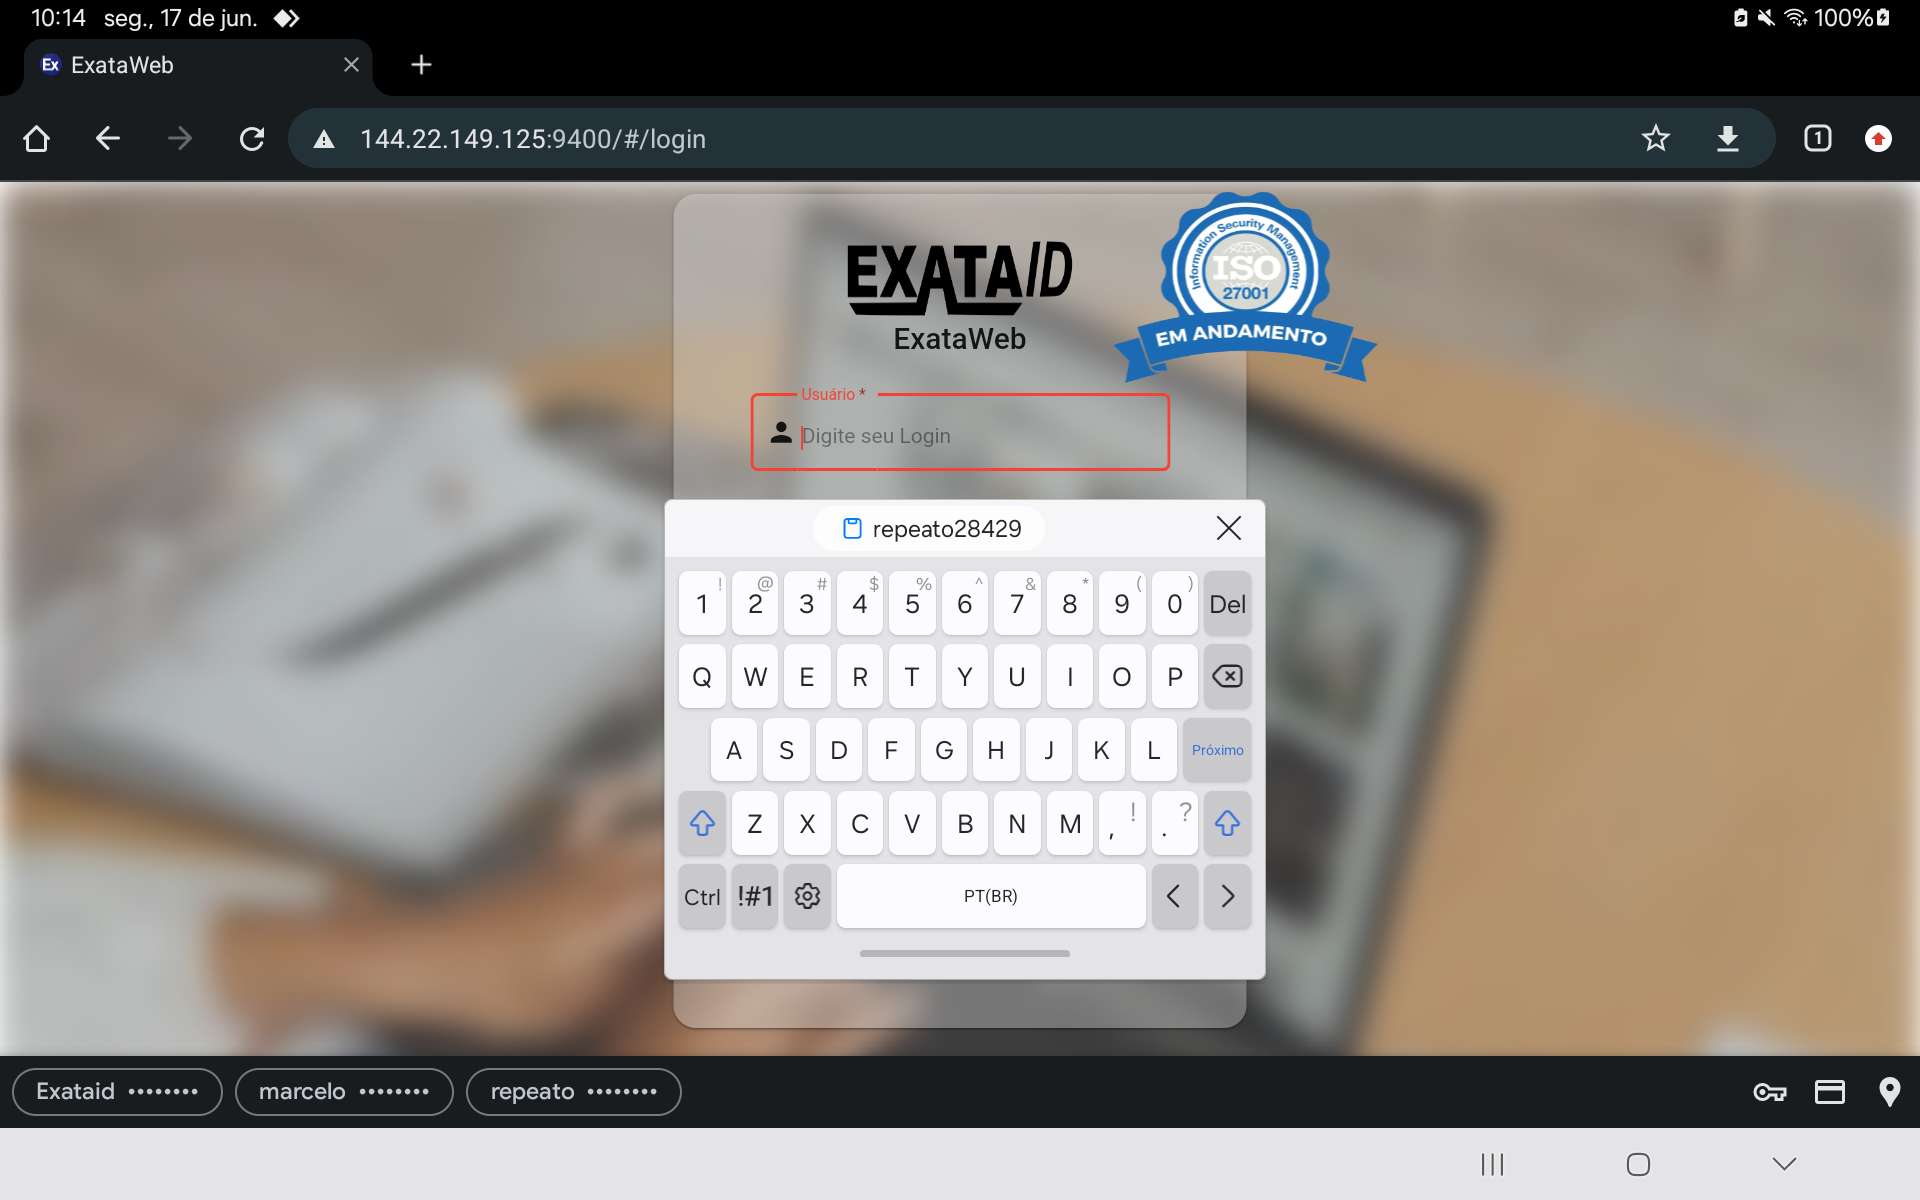 10:14 seg., 17 de jun.
100%
Ex ExataWeb
144.22.149.125:9400/#/login
1
EXATAID
ExataWeb
Information Security Management
ISO
27001
EM ANDAMENTO
Usuário *
Digite seu Login
repeato28429
! @ # $ % ^ & * ( )
1 2 3 4 5 6 7 8 9 0 Del
Q W E R T Y U I O P
A S D F G H J K L Próximo
Z X C V B N M , ! . ?
Ctrl !#1 PT(BR) < >
Exataid ••••••••
marcelo ••••••••
repeato ••••••••